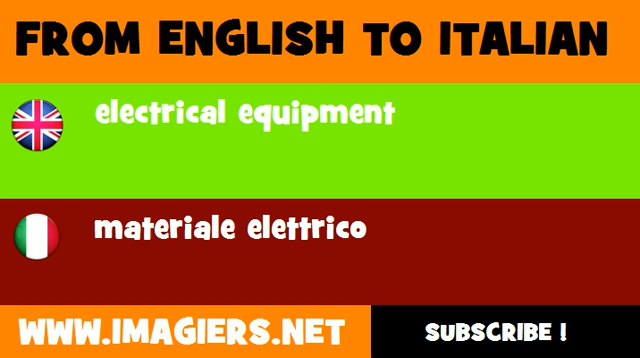 FROM ENGLISH TO ITALIAN
electrical equipment
materiale elettrico
WWW.IMAGIERS.NET
SUBSCRIBE !